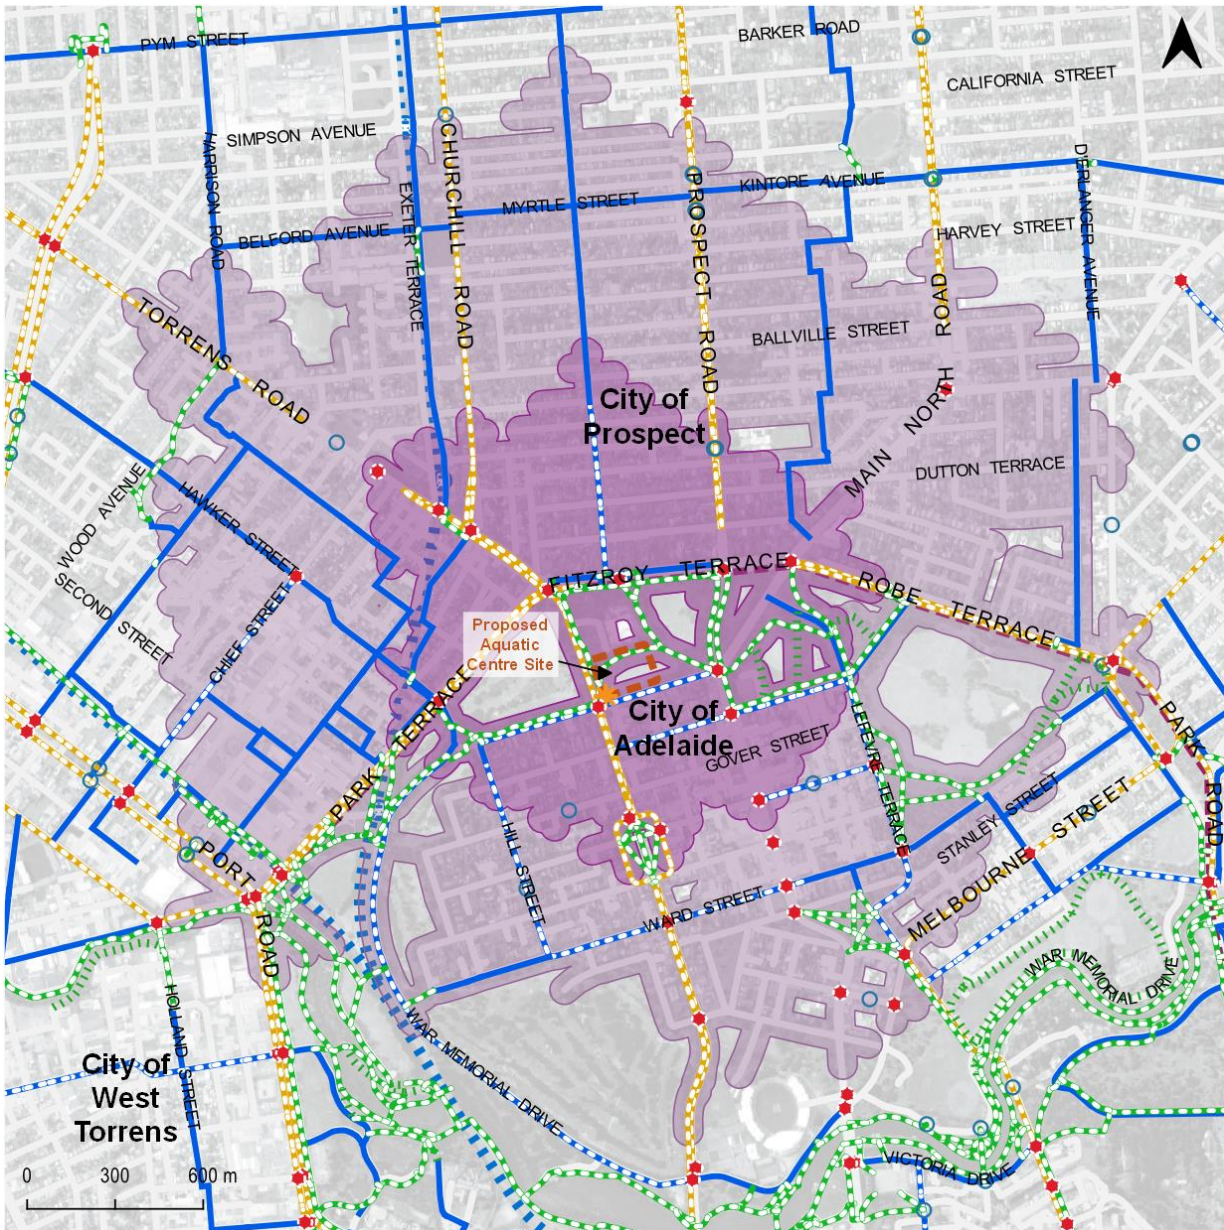 PYM STREET
BARKER ROAD
CALIFORNIA STREET
SIMPSON AVENUE
HARRISON ROAD
CHURCHILL ROAD
D'ERLANGER AVENUE
EXETER TERRACE
PROSPECT ROAD
KINTORE AVENUE
MYRTLE STREET
BELFORD AVENUE
HARVEY STREET
TORRENS ROAD
BALLVILLE STREET
MAIN NORTH ROAD
City of
Prospect
DUTTON TERRACE
WOOD AVENUE
HAWKER STREET
SECOND STREET
CHIEF STREET
FITZROY TERRACE
ROBE TERRACE
Proposed
Aquatic
Centre Site
City of
Adelaide
GOVER STREET
LEFEVRE TERRACE
PARK TERRACE
PARK ROAD
HILL STREET
STANLEY STREET
MELBOURNE STREET
PORT ROAD
WARD STREET
WAR MEMORIAL DRIVE
HOLLAND STREET
WAR MEMORIAL DRIVE
City of
West
Torrens
VICTORIA DRIVE
0 300 600 m